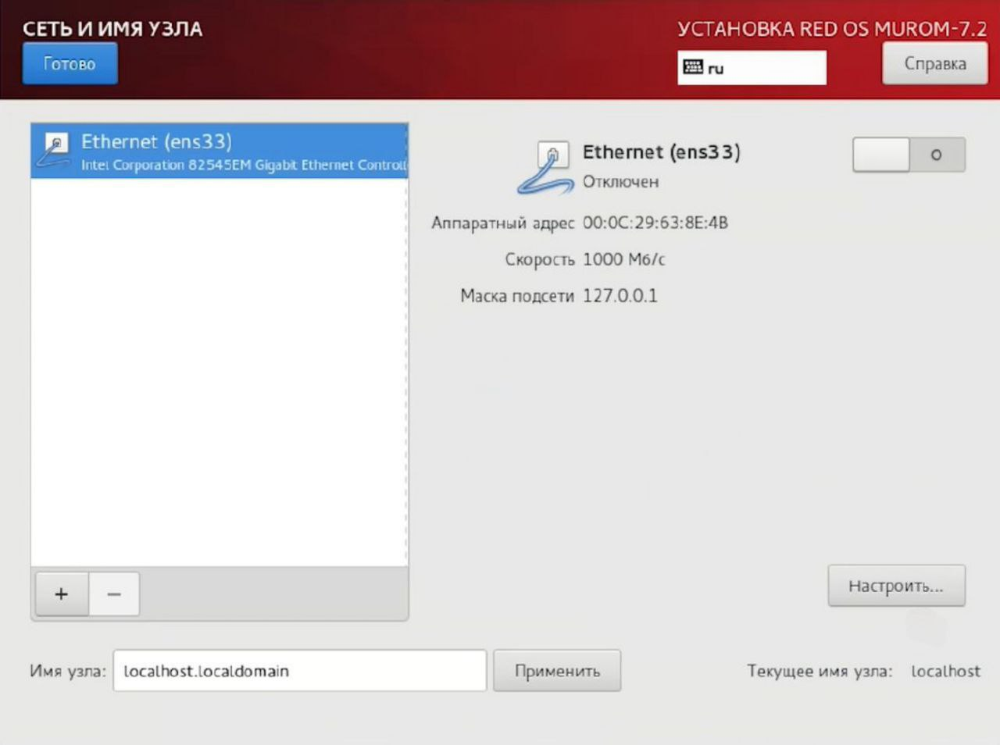 СЕТЬ И ИМЯ УЗЛА
УСТАНОВКА RED OS MUROM-7.2
Готово
ru
Справка
Ethernet (ens33)
Intel Corporation 82545EM Gigabit Ethernet Controll
Ethernet (ens33)
Отключен
O
Аппаратный адрес 00:0C:29:63:8E:4B
Скорость 1000 Мб/с
Маска подсети 127.0.0.1
+ −
Настроить...
Имя узла: localhost.localdomain
Применить
Текущее имя узла: localhost